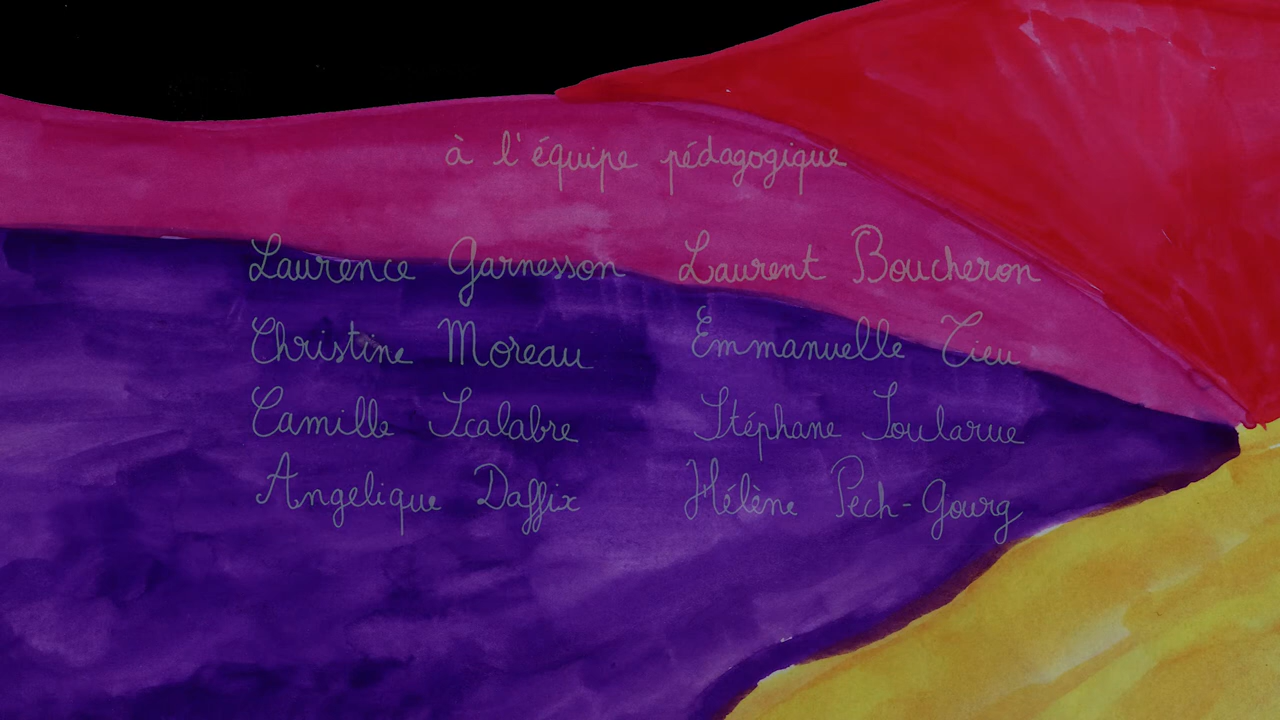 à l'équipe pédagogique
Laurence Garnesson Laurent Boucheron
Christine Moreau Emmanuelle Tieu
Camille Scalabre Stéphane Soularue
Angelique Daffix Hélène Pech-Gourg